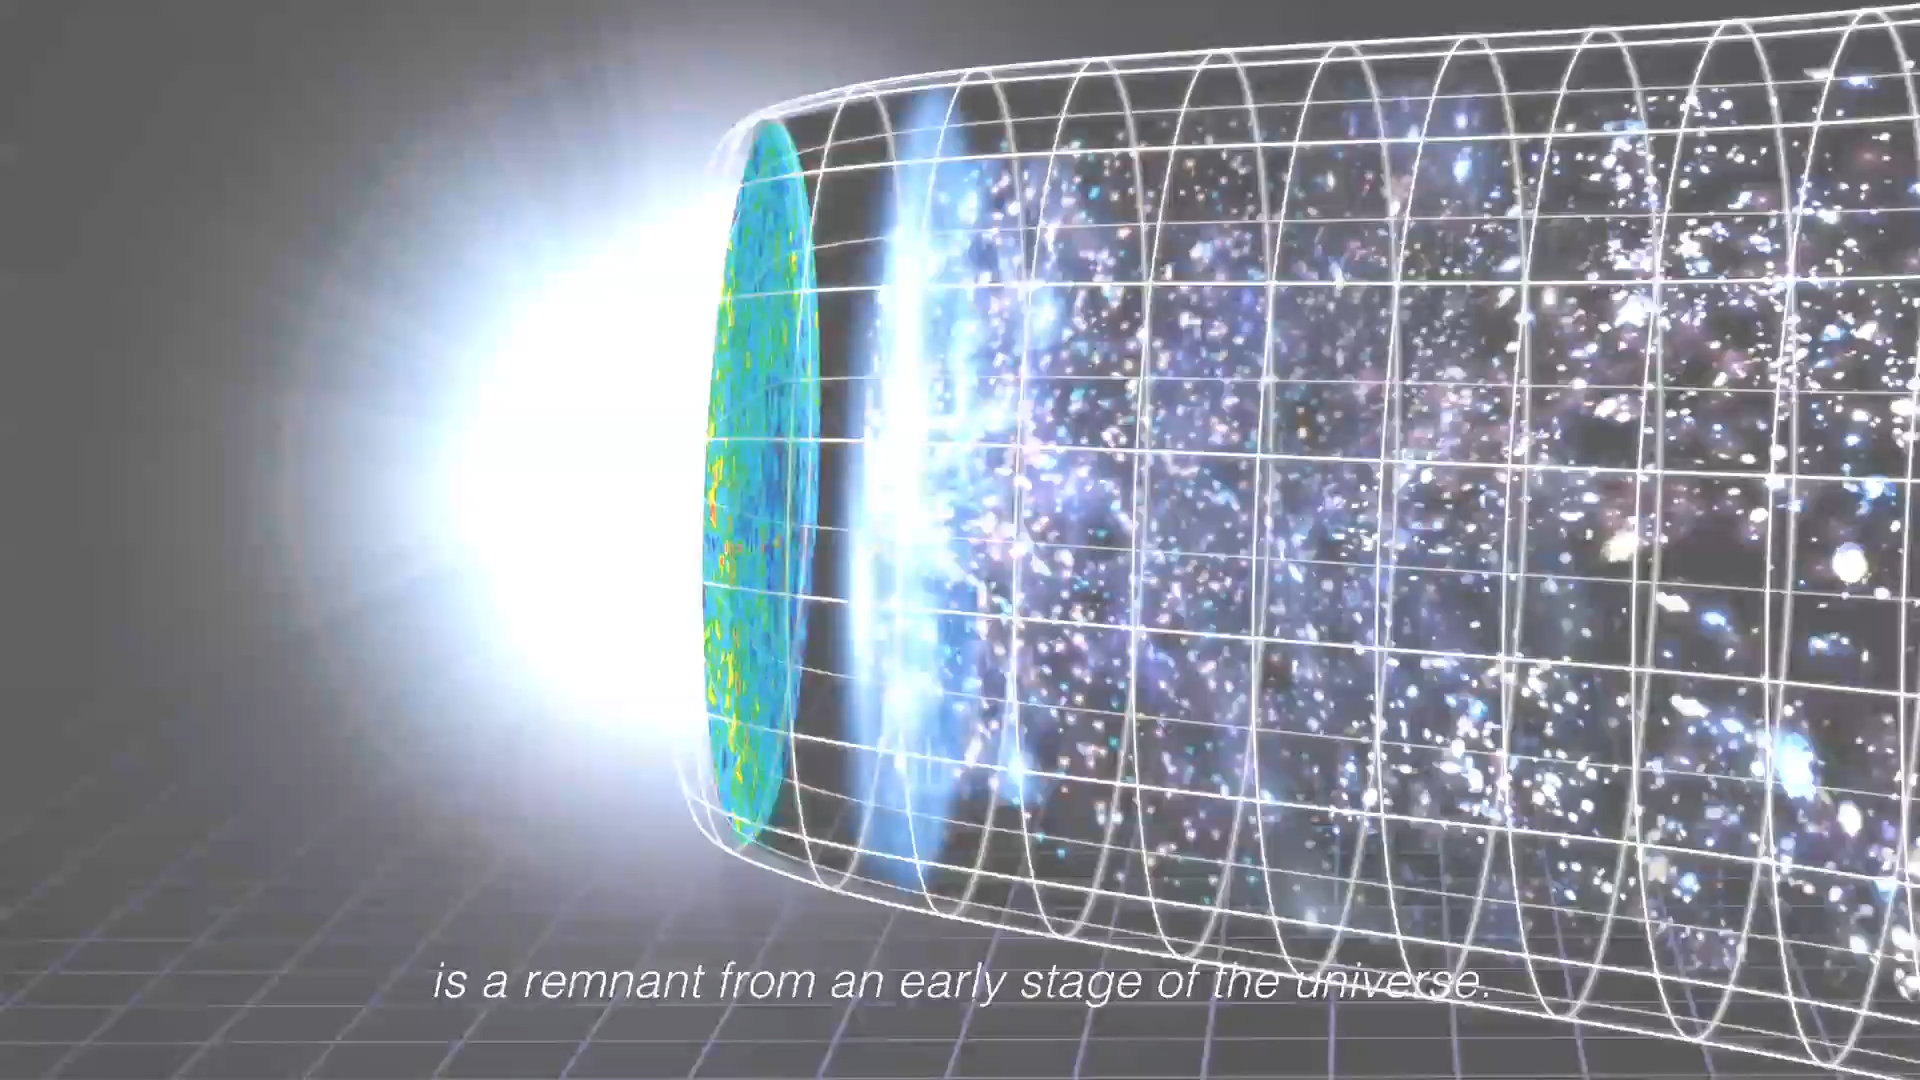 is a remnant from an early stage of the universe.